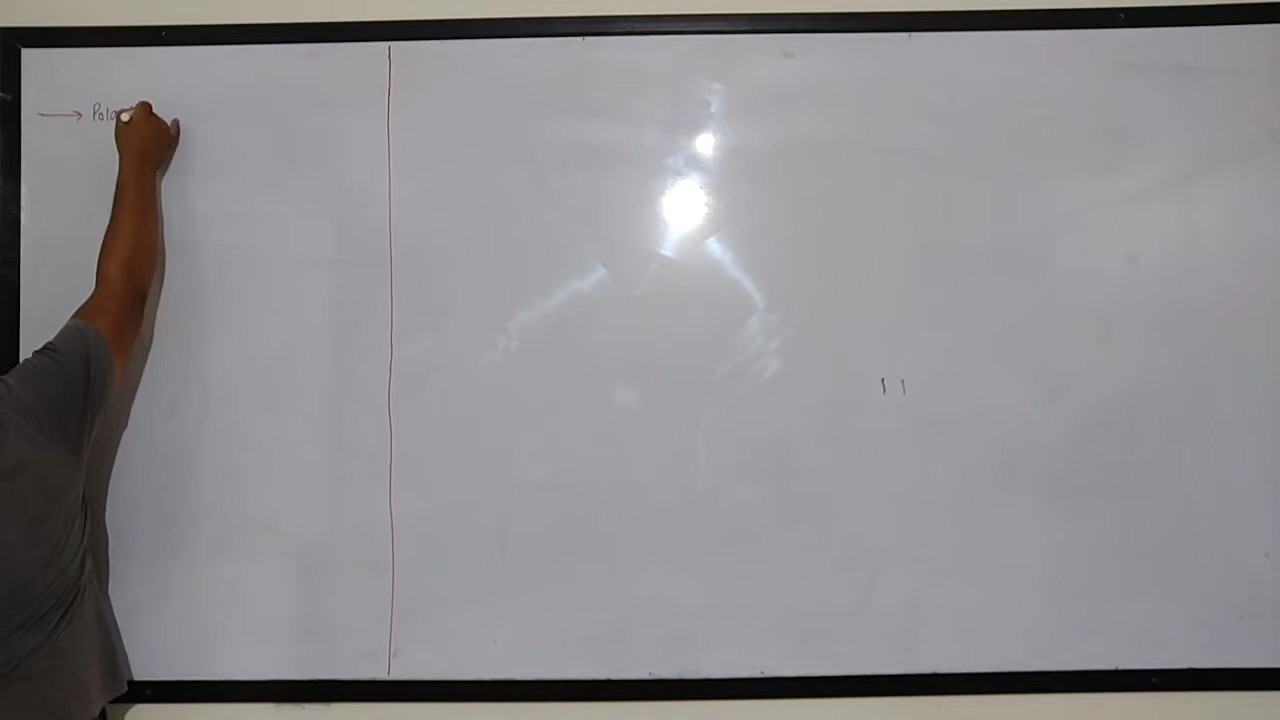 → Pola